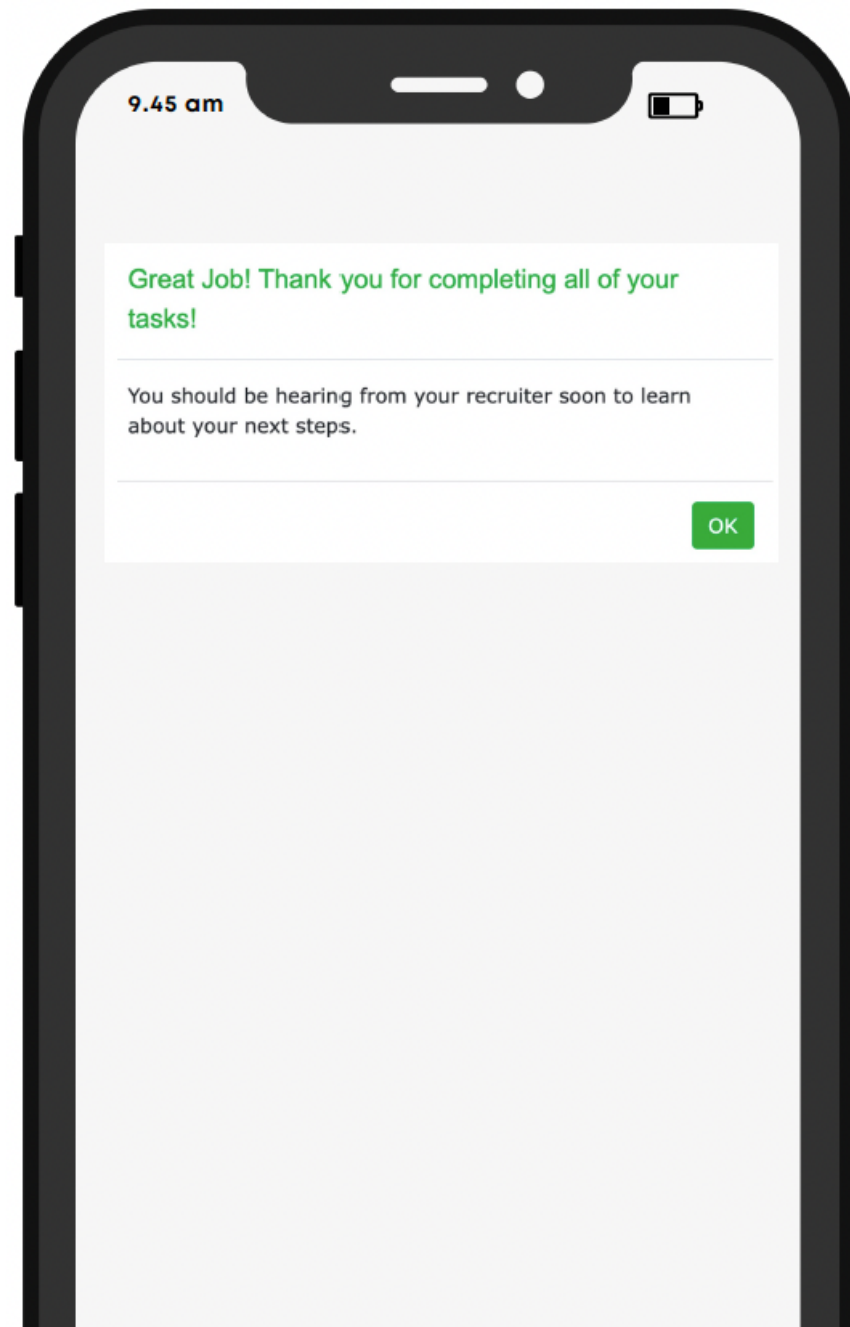 9.45 am
Great Job! Thank you for completing all of your
tasks!
You should be hearing from your recruiter soon to learn
about your next steps.
OK